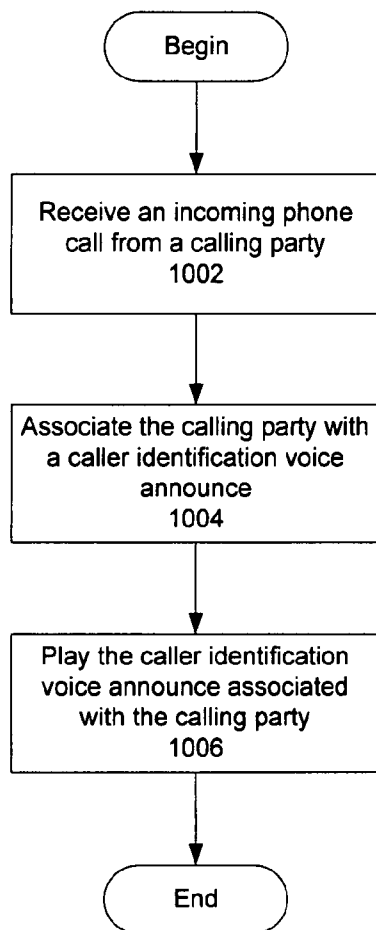 Begin
Receive an incoming phone
call from a calling party
1002
Associate the calling party with
a caller identification voice
announce
1004
Play the caller identification
voice announce associated
with the calling party
1006
End